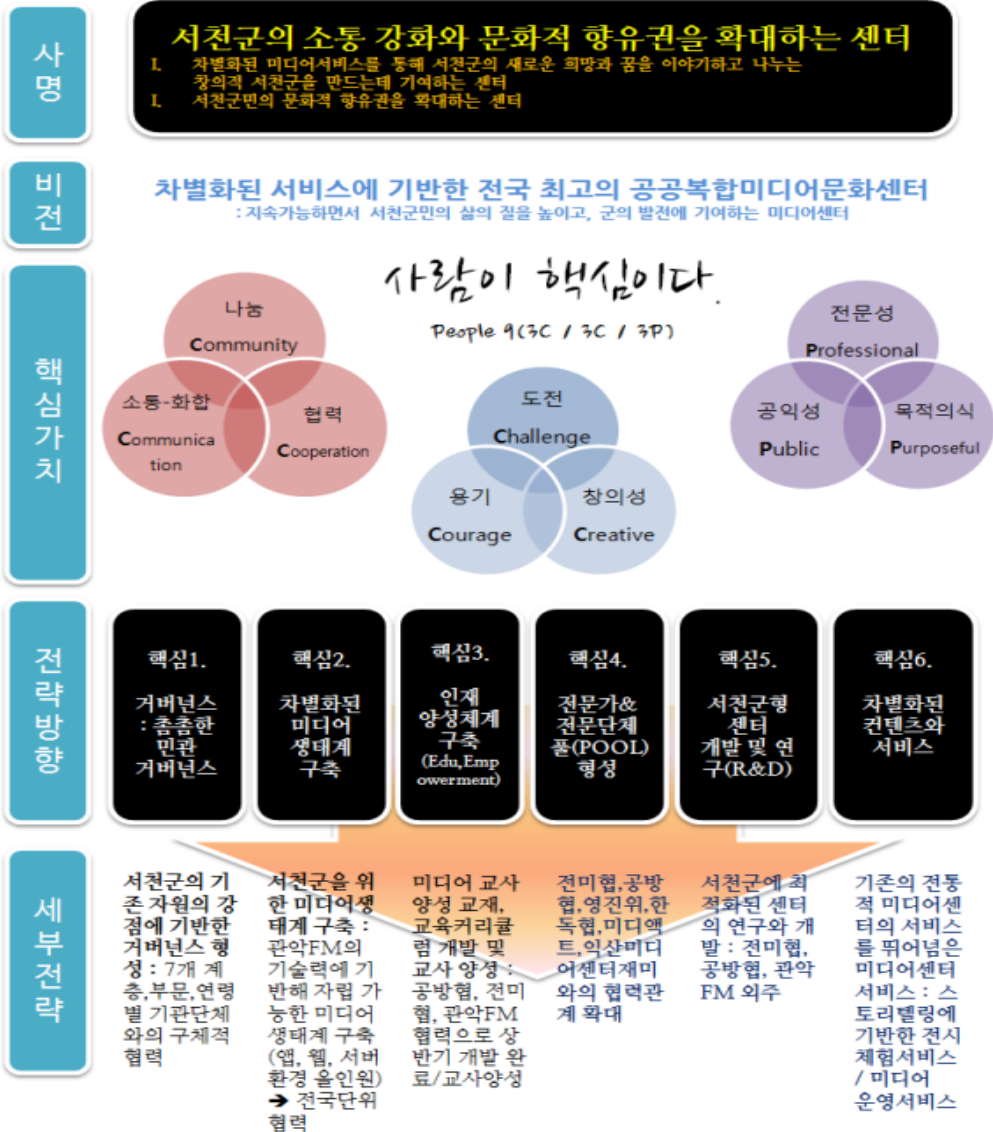 사
명
서천군의 소통 강화와 문화적 향유권을 확대하는 센터
I. 차별화된 미디어서비스를 통해 서천군의 새로운 희망과 꿈을 이야기하고 나누는
창의적 서천군을 만드는데 기여하는 센터
I. 서천군민의 문화적 향유권을 확대하는 센터
비
전
차별화된 서비스에 기반한 전국 최고의 공공복합미디어문화센터
: 지속가능하면서 서천군민의 삶의 질을 높이고, 군의 발전에 기여하는 미디어센터
핵
심
가
치
사람이 핵심이다.
People 9(3C / 3C / 3P)
나눔
Community
소통-화합
Communica
tion
협력
Cooperation
도전
Challenge
용기
Courage
창의성
Creative
전문성
Professional
공익성
Public
목적의식
Purposeful
전
략
방
향
핵심1.
거버넌스
: 촘촘한
민관
거버넌스
핵심2.
차별화된
미디어
생태계
구축
핵심3.
인재
양성체계
구축
(Edu,Emp
owerment)
핵심4.
전문가&
전문단체
풀(POOL)
형성
핵심5.
서천군형
센터
개발 및 연
구(R&D)
핵심6.
차별화된
컨텐츠와
서비스
세
부
전
략
서천군의 기
존 자원의 강
점에 기반한
거버넌스 형
성 : 7개 계
층,부문,연령
별 기관단체
와의 구체적
협력
서천군을 위
한 미디어생
태계 구축 :
관악FM의
기술력에 기
반해 자립 가
능한 미디어
생태계 구축
(앱, 웹, 서버
환경 올인원)
➔ 전국단위
협력
미디어 교사
양성 교재,
교육커리큘
럼 개발 및
교사 양성 :
공방협, 전미
협, 관악FM
협력으로 상
반기 개발 완
료/교사양성
전미협,공방
협,영진위,한
독협,미디액
트,익산미디
어센터재미
와의 협력관
계 확대
서천군에 최
적화된 센터
의 연구와 개
발 : 전미협,
공방협, 관악
FM 외주
기존의 전통
적 미디어센
터의 서비스
를 뛰어넘은
미디어센터
서비스 : 스
토리텔링에
기반한 전시
체험서비스
/ 미디어
운영서비스